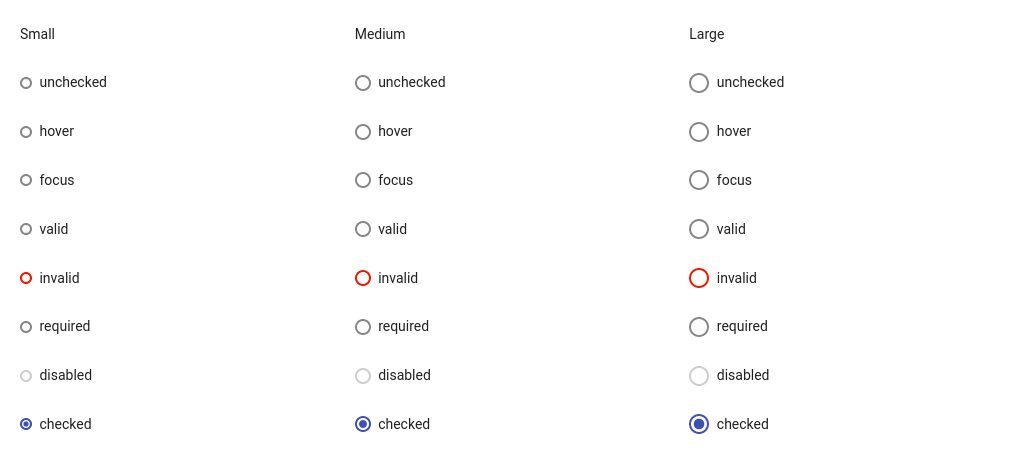 Small Medium Large
unchecked unchecked unchecked
hover hover hover
focus focus focus
valid valid valid
invalid invalid invalid
required required required
disabled disabled disabled
checked checked checked